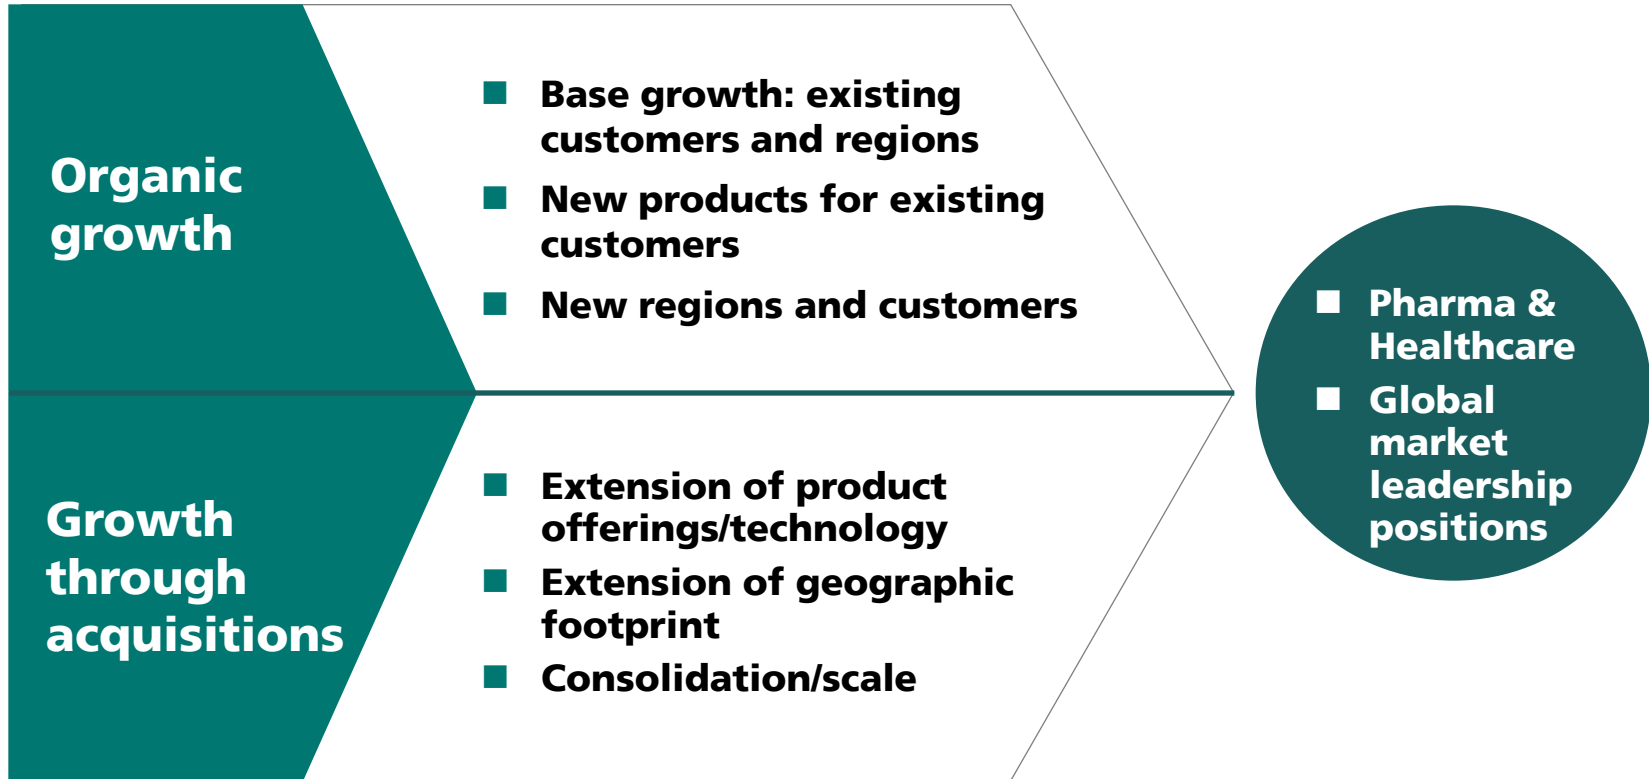 Organic
growth
Base growth: existing
customers and regions
New products for existing
customers
New regions and customers
Growth
through
acquisitions
Extension of product
offerings/technology
Extension of geographic
footprint
Consolidation/scale
Pharma &
Healthcare
Global
market
leadership
positions